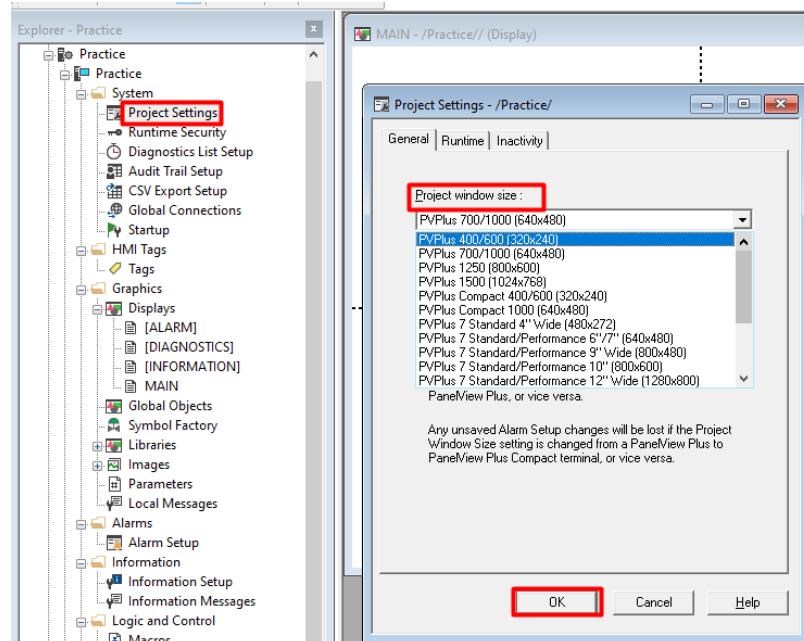 Explorer - Practice
Practice
Practice
System
Project Settings
Runtime Security
Diagnostics List Setup
Audit Trail Setup
CSV Export Setup
Global Connections
Startup
HMI Tags
Tags
Graphics
Displays
[ALARM]
[DIAGNOSTICS]
[INFORMATION]
MAIN
Global Objects
Symbol Factory
Libraries
Images
Parameters
Local Messages
Alarms
Alarm Setup
Information
Information Setup
Information Messages
Logic and Control
Macros
MAIN - /Practice// (Display)
Project Settings - /Practice/
General
Runtime
Inactivity
Project window size :
PVPlus 700/1000 (640x480)
PVPlus 400/600 (320x240)
PVPlus 700/1000 (640x480)
PVPlus 1250 (800x600)
PVPlus 1500 (1024x768)
PVPlus Compact 400/600 (320x240)
PVPlus Compact 1000 (640x480)
PVPlus 7 Standard 4'' Wide (480x272)
PVPlus 7 Standard/Performance 6''/7'' (640x480)
PVPlus 7 Standard/Performance 9'' Wide (800x480)
PVPlus 7 Standard/Performance 10'' (800x600)
PVPlus 7 Standard/Performance 12'' Wide (1280x800)
PanelView Plus, or vice versa.
Any unsaved Alarm Setup changes will be lost if the Project
Window Size setting is changed from a PanelView Plus to
PanelView Plus Compact terminal, or vice versa.
OK
Cancel
Help